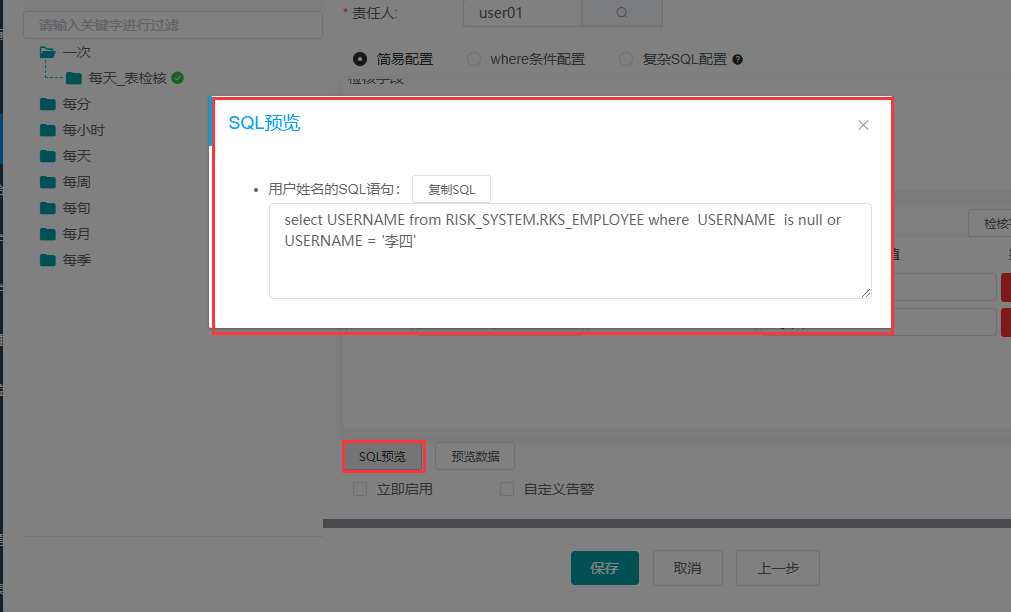 请输入关键字进行过滤
一次
每天_表检核
每分
每小时
每天
每周
每旬
每月
每季
* 责任人:
user01
简易配置
where条件配置
复杂SQL配置
检核字段
SQL预览
用户姓名的SQL语句：
复制SQL
select USERNAME from RISK_SYSTEM.RKS_EMPLOYEE where  USERNAME  is null or
USERNAME = '李四'
检核
值
SQL预览
预览数据
立即启用
自定义告警
保存
取消
上一步